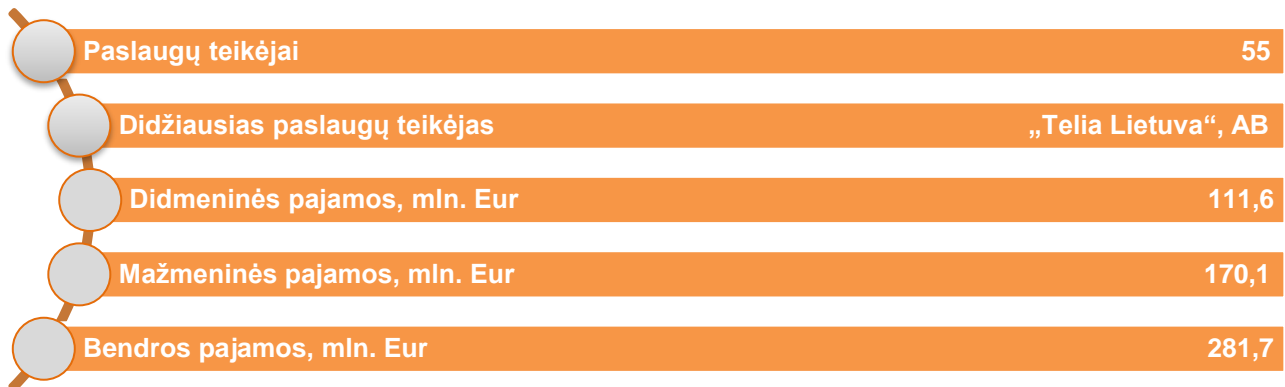 Paslaugų teikėjai 55
Didžiausias paslaugų teikėjas „Telia Lietuva“, AB
Didmeninės pajamos, mln. Eur 111,6
Mažmeninės pajamos, mln. Eur 170,1
Bendros pajamos, mln. Eur 281,7